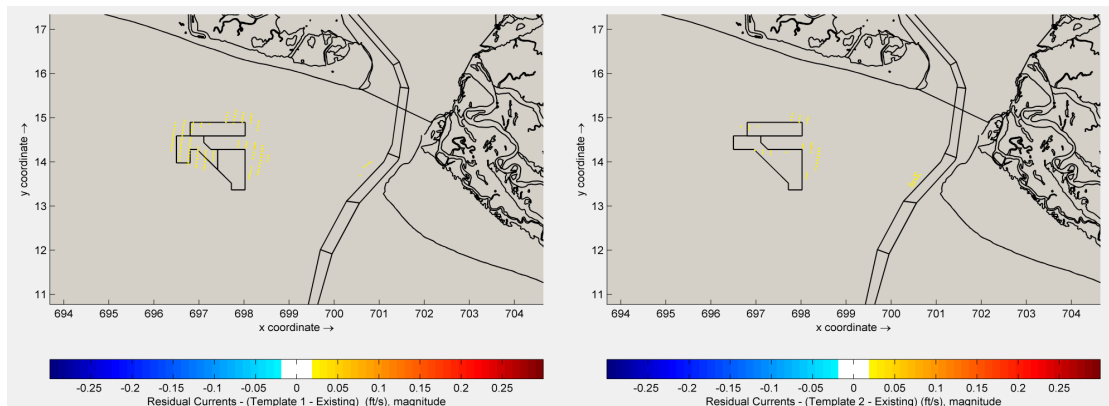 17
16
15
14
13
12
11
y coordinate →
694 695 696 697 698 699 700 701 702 703 704
x coordinate →
-0.25 -0.2 -0.15 -0.1 -0.05 0 0.05 0.1 0.15 0.2 0.25
Residual Currents - (Template 1 - Existing) (ft/s), magnitude
17
16
15
14
13
12
11
y coordinate →
694 695 696 697 698 699 700 701 702 703 704
x coordinate →
-0.25 -0.2 -0.15 -0.1 -0.05 0 0.05 0.1 0.15 0.2 0.25
Residual Currents - (Template 2 - Existing) (ft/s), magnitude